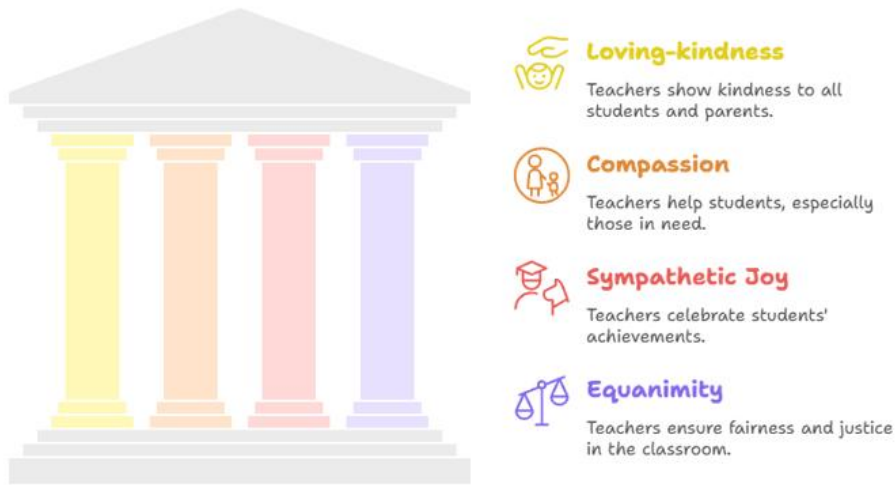 Loving-kindness
Teachers show kindness to all
students and parents.
Compassion
Teachers help students, especially
those in need.
Sympathetic Joy
Teachers celebrate students'
achievements.
Equanimity
Teachers ensure fairness and justice
in the classroom.